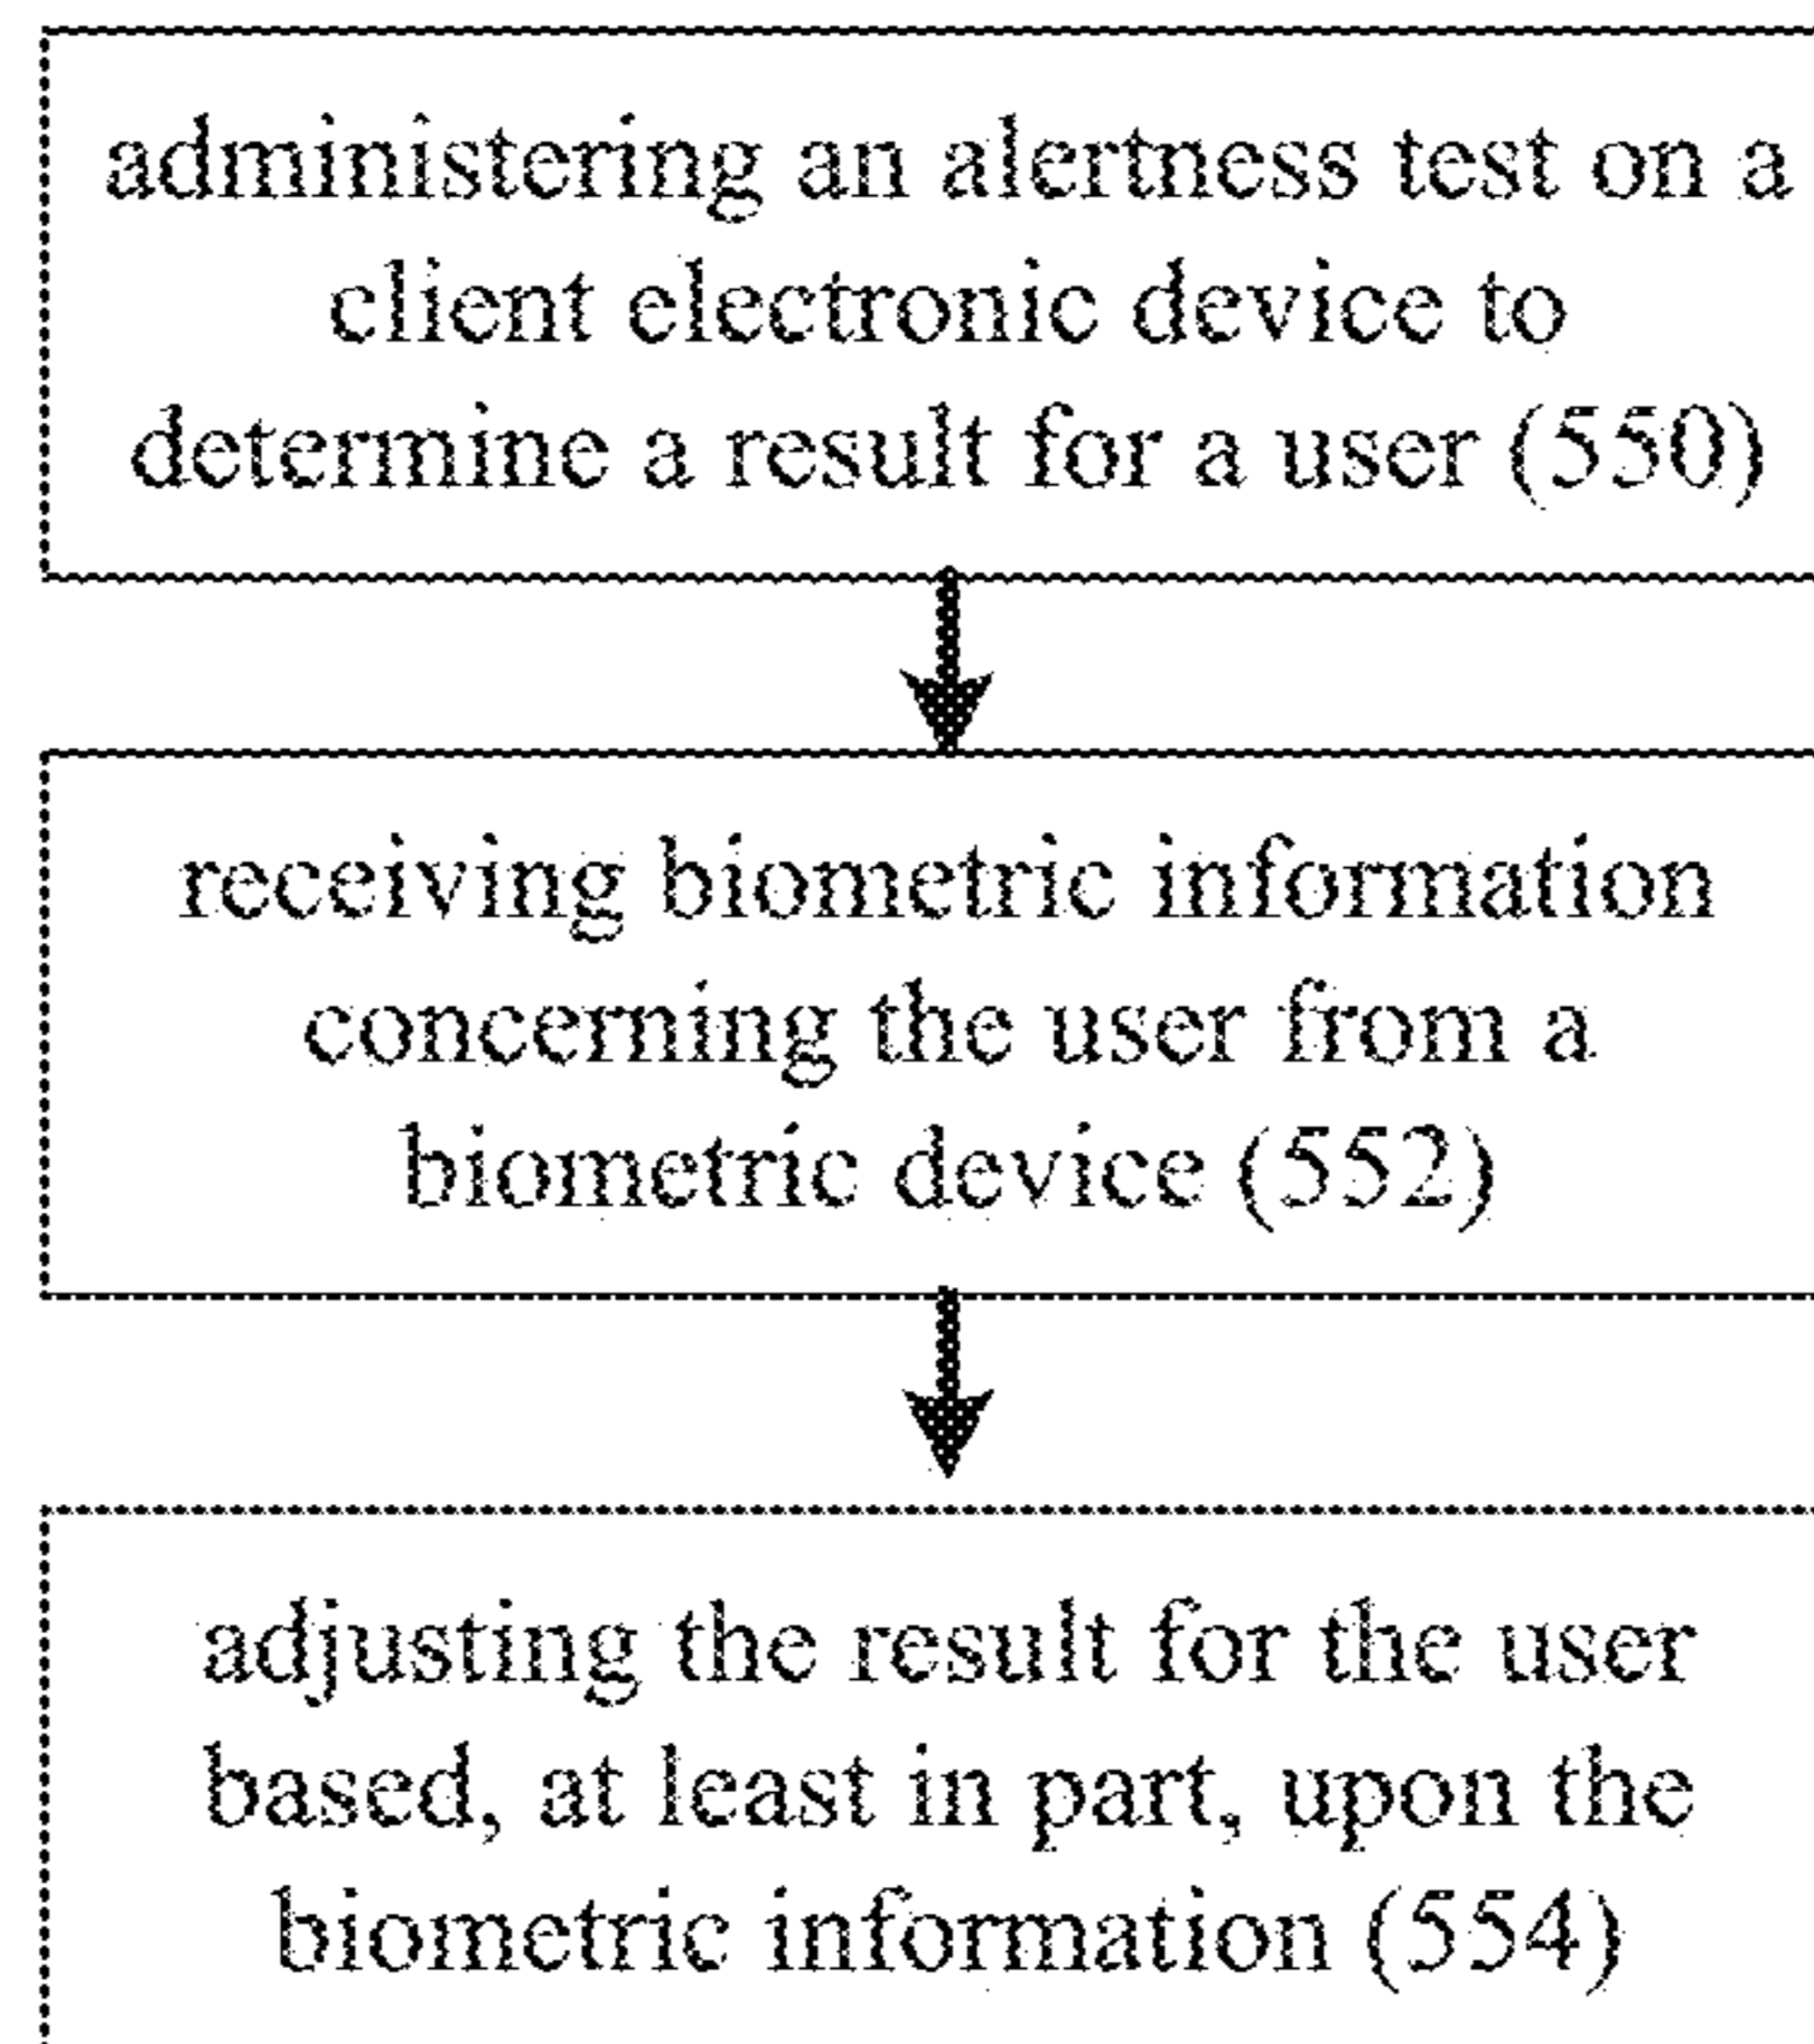 administering an alertness test on a
client electronic device to
determine a result for a user (550)
receiving biometric information
concerning the user from a
biometric device (552)
adjusting the result for the user
based, at least in part, upon the
biometric information (554)